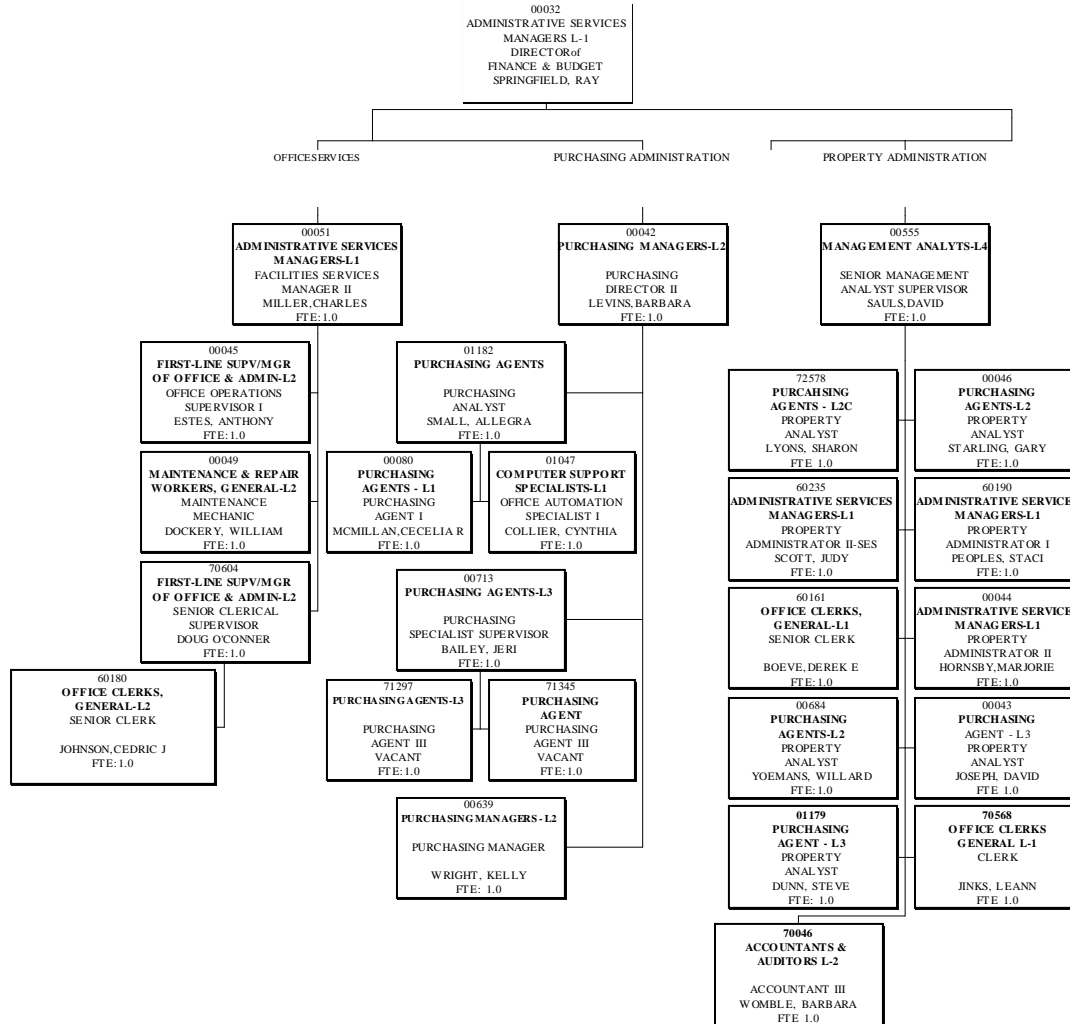 00032
ADMINISTRATIVE SERVICES
MANAGERS L-1
DIRECTORof
FINANCE & BUDGET
SPRINGFIELD, RAY
OFFICESERVICES
PURCHASING ADMINISTRATION
PROPERTY ADMINISTRATION
00051
ADMINISTRATIVE SERVICES
MANAGERS-L1
FACILITIES SERVICES
MANAGER II
MILLER,CHARLES
FTE:1.0
00042
PURCHASING MANAGERS-L2
PURCHASING
DIRECTOR II
LEVINS,BARBARA
FTE:1.0
00555
MANAGEMENT ANALYTS-L4
SENIOR MANAGEMENT
ANALYST SUPERVISOR
SAULS,DAVID
FTE:1.0
00045
FIRST-LINE SUPV/MGR
OF OFFICE & ADMIN-L2
OFFICE OPERATIONS
SUPERVISOR I
ESTES, ANTHONY
FTE:1.0
00049
MAINTENANCE & REPAIR
WORKERS, GENERAL-L2
MAINTENANCE
MECHANIC
DOCKERY, WILLIAM
FTE:1.0
70604
FIRST-LINE SUPV/MGR
OF OFFICE & ADMIN-L2
SENIOR CLERICAL
SUPERVISOR
DOUG O'CONNER
FTE:1.0
60180
OFFICE CLERKS,
GENERAL-L2
SENIOR CLERK
JOHNSON,CEDRIC J
FTE:1.0
01182
PURCHASING AGENTS
PURCHASING
ANALYST
SMALL, ALLEGRA
FTE:1.0
00080
PURCHASING
AGENTS - L1
PURCHASING
AGENT I
MCMILLAN,CECELIA R
FTE:1.0
01047
COMPUTER SUPPORT
SPECIALISTS-L1
OFFICE AUTOMATION
SPECIALIST I
COLLIER, CYNTHIA
FTE:1.0
00713
PURCHASING AGENTS-L3
PURCHASING
SPECIALIST SUPERVISOR
BAILEY, JERI
FTE:1.0
71297
PURCHASING AGENTS-L3
PURCHASING
AGENT III
VACANT
FTE:1.0
71345
PURCHASING
AGENT
PURCHASING
AGENT III
VACANT
FTE:1.0
00639
PURCHASING MANAGERS - L2
PURCHASING MANAGER
WRIGHT, KELLY
FTE: 1.0
72578
PURCAHSING
AGENTS - L2C
PROPERTY
ANALYST
LYONS, SHARON
FTE 1.0
00046
PURCHASING
AGENTS-L2
PROPERTY
ANALYST
STARLING, GARY
FTE:1.0
60235
ADMINISTRATIVE SERVICES
MANAGERS-L1
PROPERTY
ADMINISTRATOR II-SES
SCOTT, JUDY
FTE:1.0
60190
ADMINISTRATIVE SERVICE
MANAGERS-L1
PROPERTY
ADMINISTRATOR I
PEOPLES, STACI
FTE:1.0
60161
OFFICE CLERKS,
GENERAL-L1
SENIOR CLERK
BOEVE,DEREK E
FTE:1.0
00044
ADMINISTRATIVE SERVICE
MANAGERS-L1
PROPERTY
ADMINISTRATOR II
HORNSBY,MARJORIE
FTE:1.0
00684
PURCHASING
AGENTS-L2
PROPERTY
ANALYST
YOEMANS, WILLARD
FTE:1.0
00043
PURCHASING
AGENT - L3
PROPERTY
ANALYST
JOSEPH, DAVID
FTE 1.0
01179
PURCHASING
AGENT - L3
PROPERTY
ANALYST
DUNN, STEVE
FTE: 1.0
70568
OFFICE CLERKS
GENERAL L-1
CLERK
JINKS, LEANN
FTE 1.0
70046
ACCOUNTANTS &
AUDITORS L-2
ACCOUNTANT III
WOMBLE, BARBARA
FTE 1.0